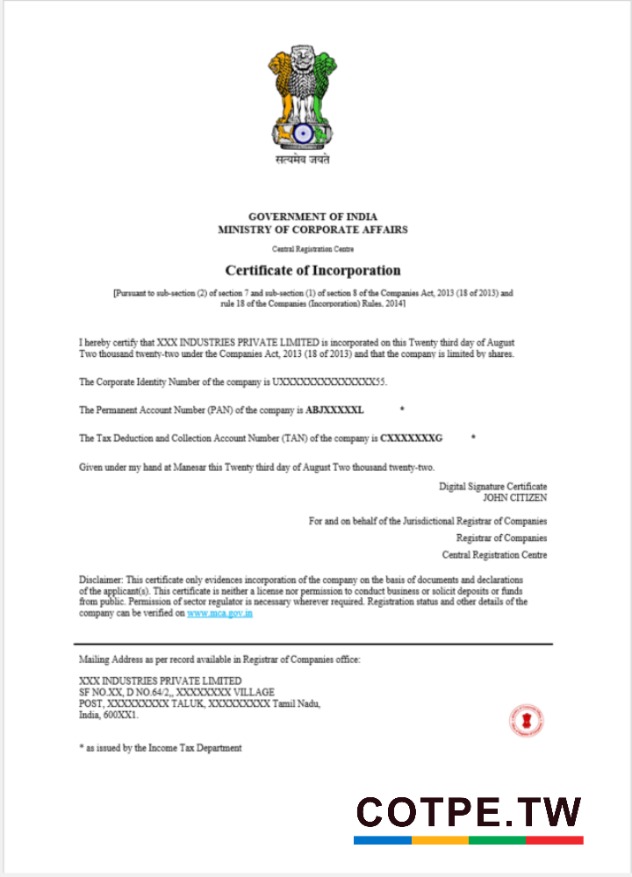 सत्यमेव जयते
GOVERNMENT OF INDIA
MINISTRY OF CORPORATE AFFAIRS
Central Registration Centre
Certificate of Incorporation
[Pursuant to sub-section (2) of section 7 and sub-section (1) of section 8 of the Companies Act, 2013 (18 of 2013) and
rule 18 of the Companies (Incorporation) Rules, 2014]
I hereby certify that XXX INDUSTRIES PRIVATE LIMITED is incorporated on this Twenty third day of August
Two thousand twenty-two under the Companies Act, 2013 (18 of 2013) and that the company is limited by shares.
The Corporate Identity Number of the company is UXXXXXXXXXXXXXXX55.
The Permanent Account Number (PAN) of the company is ABJXXXXXL *
The Tax Deduction and Collection Account Number (TAN) of the company is CXXXXXXXG *
Given under my hand at Manesar this Twenty third day of August Two thousand twenty-two.
Digital Signature Certificate
JOHN CITIZEN
For and on behalf of the Jurisdictional Registrar of Companies
Registrar of Companies
Central Registration Centre
Disclaimer: This certificate only evidences incorporation of the company on the basis of documents and declarations
of the applicant(s). This certificate is neither a license nor permission to conduct business or solicit deposits or funds
from public. Permission of sector regulator is necessary wherever required. Registration status and other details of the
company can be verified on www.mca.gov.in
Mailing Address as per record available in Registrar of Companies office:
XXX INDUSTRIES PRIVATE LIMITED
SF NO.XX, D NO.64/2,, XXXXXXXX VILLAGE
POST, XXXXXXXXX TALUK, XXXXXXXXX Tamil Nadu,
India, 600XX1.
* as issued by the Income Tax Department
COTPE.TW